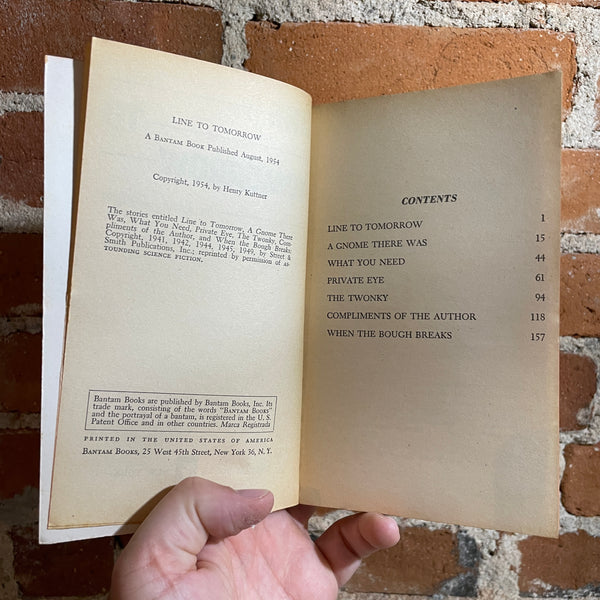 LINE TO TOMORROW
A BANTAM BOOK Published August, 1954
Copyright, 1954, by Henry Kuttner
The stories entitled Line to Tomorrow, A Gnome There
Was, What You Need, Private Eye, The Twonky, Com-
pliments of the Author, and When the Bough Breaks:
Copyright, 1941, 1942, 1944, 1945, 1949, by Street &
Smith Publications, Inc.; reprinted by permission of AS-
TOUNDING SCIENCE FICTION.
Bantam Books are published by Bantam Books, Inc. Its
trade mark, consisting of the words "BANTAM BOOKS"
and the portrayal of a bantam, is registered in the U. S.
Patent Office and in other countries. Marca Registrada
PRINTED IN THE UNITED STATES OF AMERICA
BANTAM BOOKS, 25 West 45th Street, New York 36, N. Y.
CONTENTS
LINE TO TOMORROW 1
A GNOME THERE WAS 15
WHAT YOU NEED 44
PRIVATE EYE 61
THE TWONKY 94
COMPLIMENTS OF THE AUTHOR 118
WHEN THE BOUGH BREAKS 157